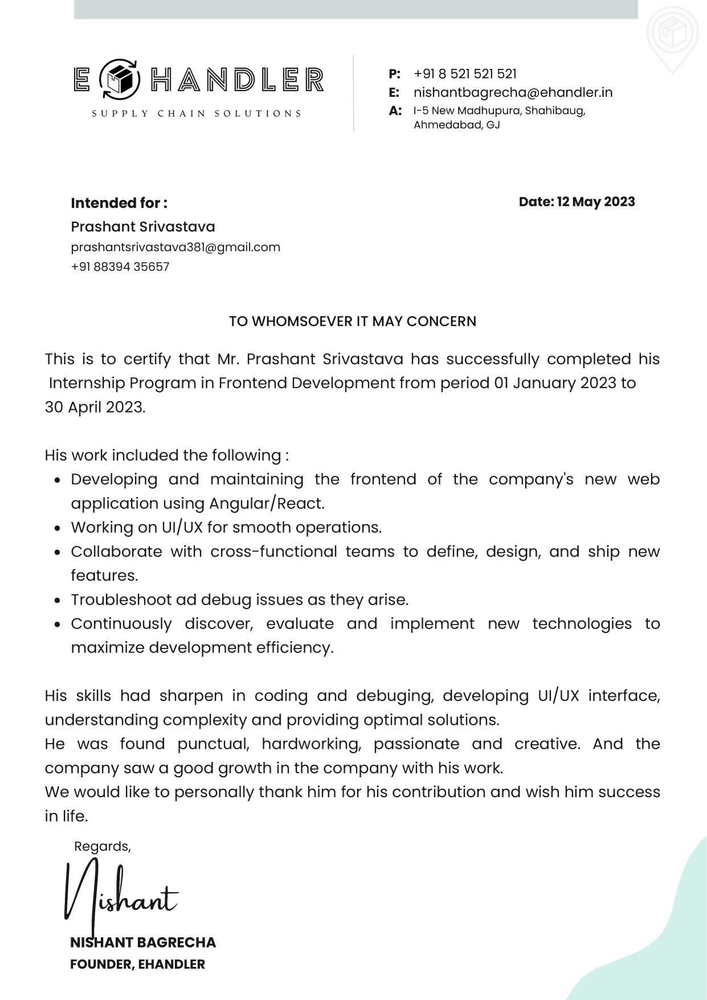 E HANDLER
SUPPLY CHAIN SOLUTIONS
P: +91 8 521 521 521
E: nishantbagrecha@ehandler.in
A: I-5 New Madhupura, Shahibaug,
Ahmedabad, GJ
Intended for :
Date: 12 May 2023
Prashant Srivastava
prashantsrivastava381@gmail.com
+91 88394 35657
TO WHOMSOEVER IT MAY CONCERN
This is to certify that Mr. Prashant Srivastava has successfully completed his
Internship Program in Frontend Development from period 01 January 2023 to
30 April 2023.
His work included the following :
• Developing and maintaining the frontend of the company's new web
application using Angular/React.
• Working on UI/UX for smooth operations.
• Collaborate with cross-functional teams to define, design, and ship new
features.
• Troubleshoot ad debug issues as they arise.
• Continuously discover, evaluate and implement new technologies to
maximize development efficiency.
His skills had sharpen in coding and debuging, developing UI/UX interface,
understanding complexity and providing optimal solutions.
He was found punctual, hardworking, passionate and creative. And the
company saw a good growth in the company with his work.
We would like to personally thank him for his contribution and wish him success
in life.
Regards,
Nishant
NISHANT BAGRECHA
FOUNDER, EHANDLER